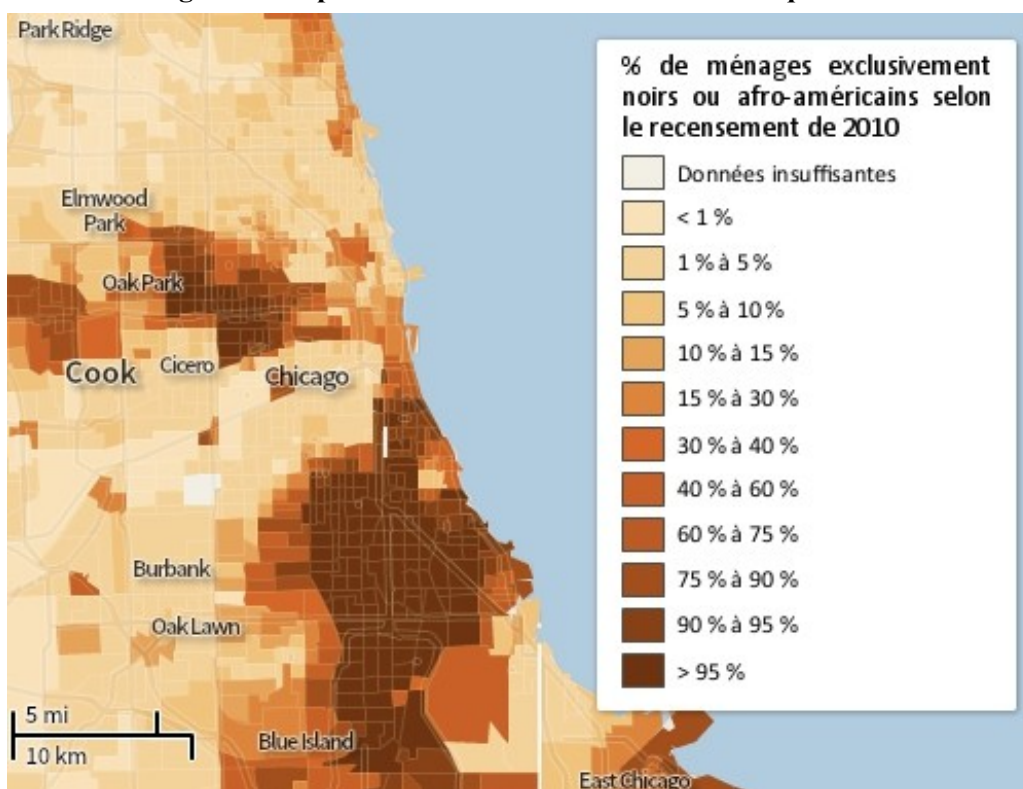 Park Ridge
Elmwood
Park
Oak Park
Cook
Cicero
Chicago
Burbank
Oak Lawn
Blue Island
East Chicago
5 mi
10 km
% de ménages exclusivement
noirs ou afro-américains selon
le recensement de 2010
Données insuffisantes
< 1 %
1 % à 5 %
5 % à 10 %
10 % à 15 %
15 % à 30 %
30 % à 40 %
40 % à 60 %
60 % à 75 %
75 % à 90 %
90 % à 95 %
> 95 %